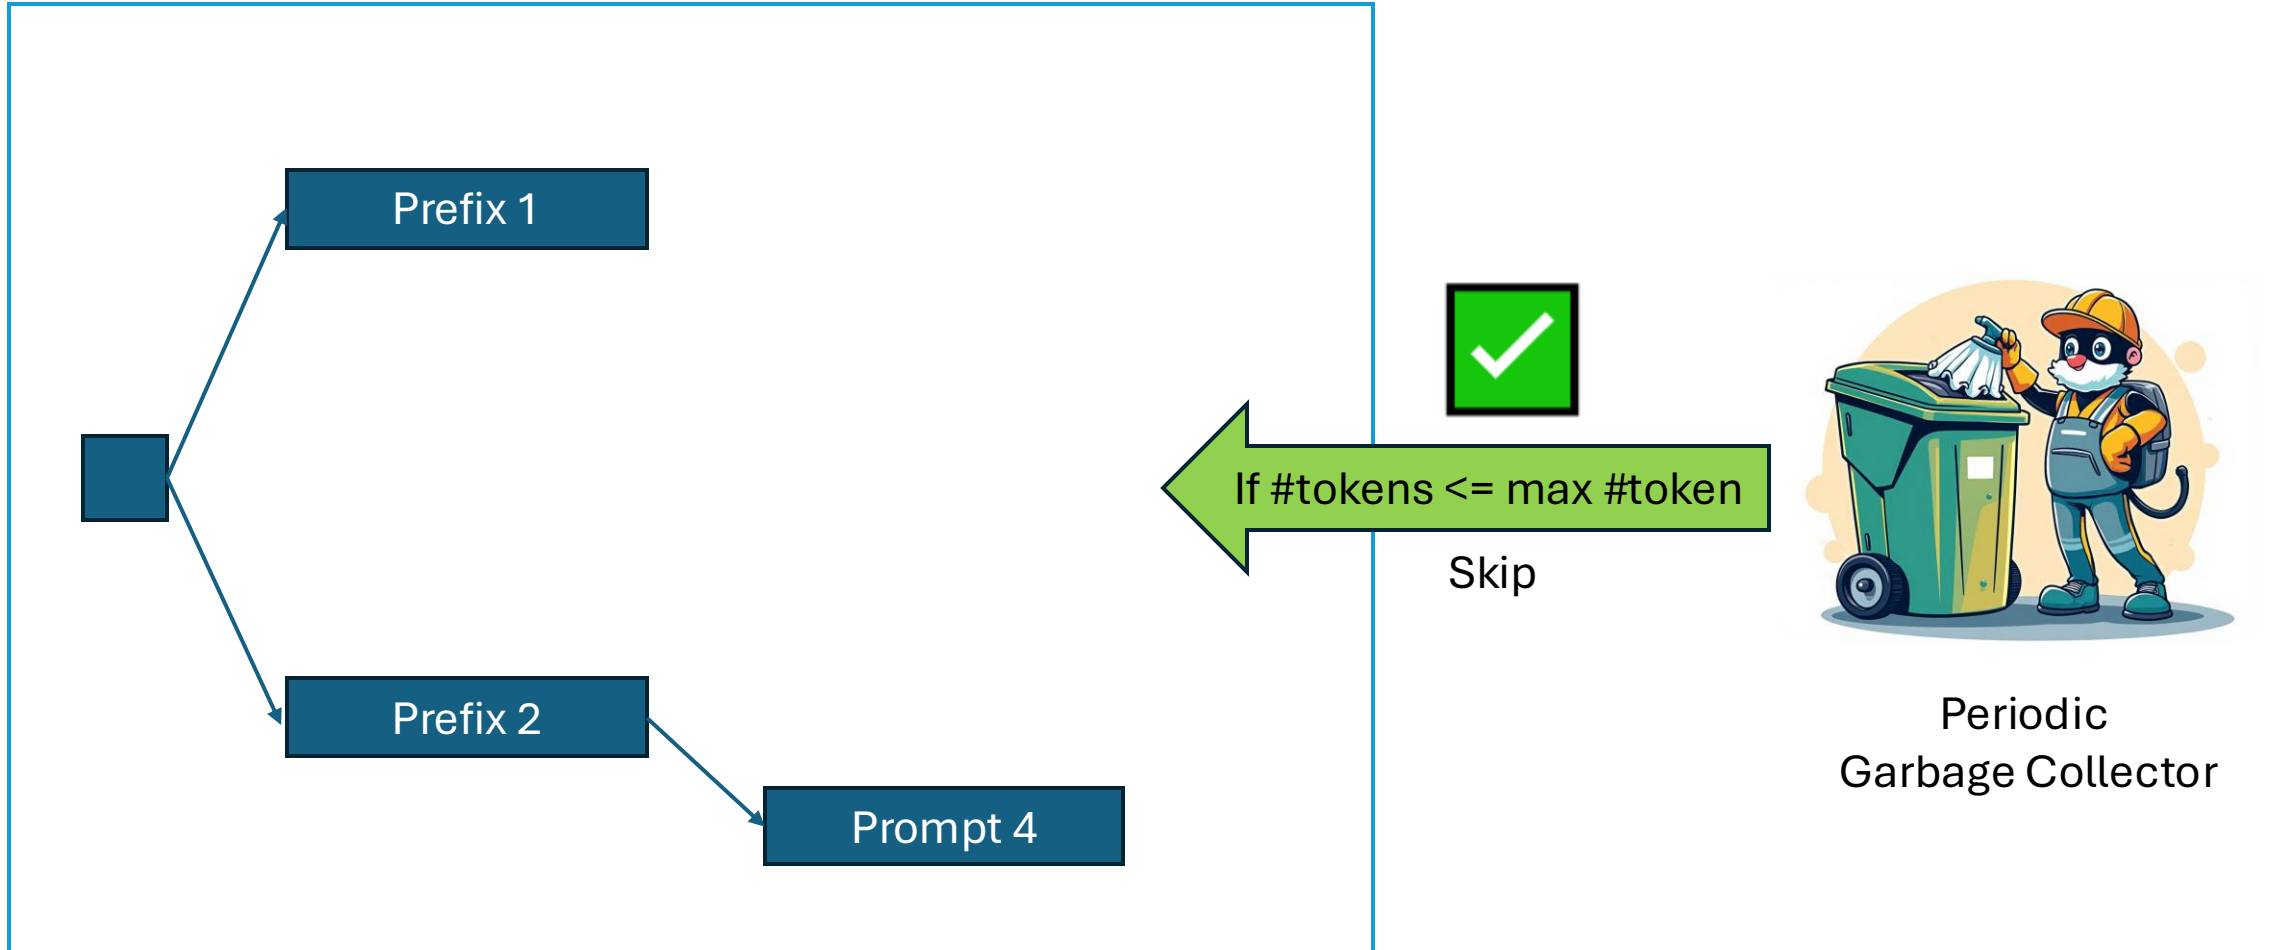 Prefix 1
If #tokens <= max #token
Skip
Prefix 2
Periodic
Garbage Collector
Prompt 4